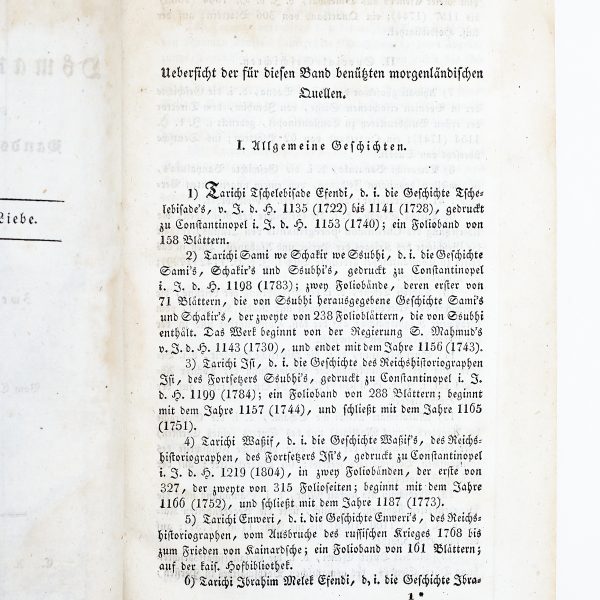 Liebe.
Uebersicht der für diesen Band benützten morgenländischen
Quellen.
I. Allgemeine Geschichten.
1) Tarichi Tschelebisade Efendi, d. i. die Geschichte Tsche-
lebisade's, v. J. d. H. 1135 (1722) bis 1141 (1728), gedruckt
zu Constantinopel i. J. d. H. 1153 (1740); ein Folioband von
158 Blättern.
2) Tarichi Sami we Schakir we Ssubhi, d. i. die Geschichte
Sami's, Schakir's und Ssubhi's, gedruckt zu Constantinopel
i. J. d. H. 1198 (1783); zwey Foliobände, deren erster von
71 Blättern, die von Ssubhi herausgegebene Geschichte Sami's
und Schakir's, der zweyte von 238 Folioblättern, die von Ssubhi
enthält. Das Werk beginnt von der Regierung S. Mahmud's
v. J. d. H. 1143 (1730), und endet mit dem Jahre 1156 (1743).
3) Tarichi Isi, d. i. die Geschichte des Reichshistoriographen
Isi, des Fortsetzers Ssubhi's, gedruckt zu Constantinopel i. J.
d. H. 1199 (1784); ein Folioband von 288 Blättern; beginnt
mit dem Jahre 1157 (1744), und schließt mit dem Jahre 1165
(1751).
4) Tarichi Waßif, d. i. die Geschichte Waßif's, des Reichs-
historiographen, des Fortsetzers Isi's, gedruckt zu Constantinopel
i. J. d. H. 1219 (1804), in zwey Foliobänden, der erste von
327, der zweyte von 315 Folioseiten; beginnt mit dem Jahre
1166 (1752), und schließt mit dem Jahre 1187 (1773).
5) Tarichi Enweri, d. i. die Geschichte Enweri's, des Reichs-
historiographen, vom Ausbruche des russischen Krieges 1768 bis
zum Frieden von Kainardsche; ein Folioband von 161 Blättern;
auf der kais. Hofbibliothek.
6) Tarichi Ibrahim Melek Efendi, d, i. die Geschichte Ibra-
1 *